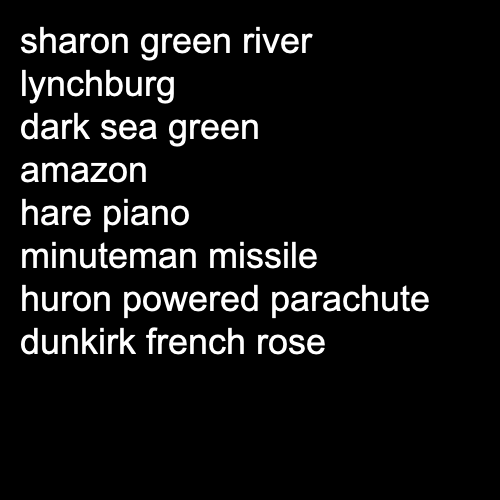 sharon green river
lynchburg
dark sea green
amazon
hare piano
minuteman missile
huron powered parachute
dunkirk french rose